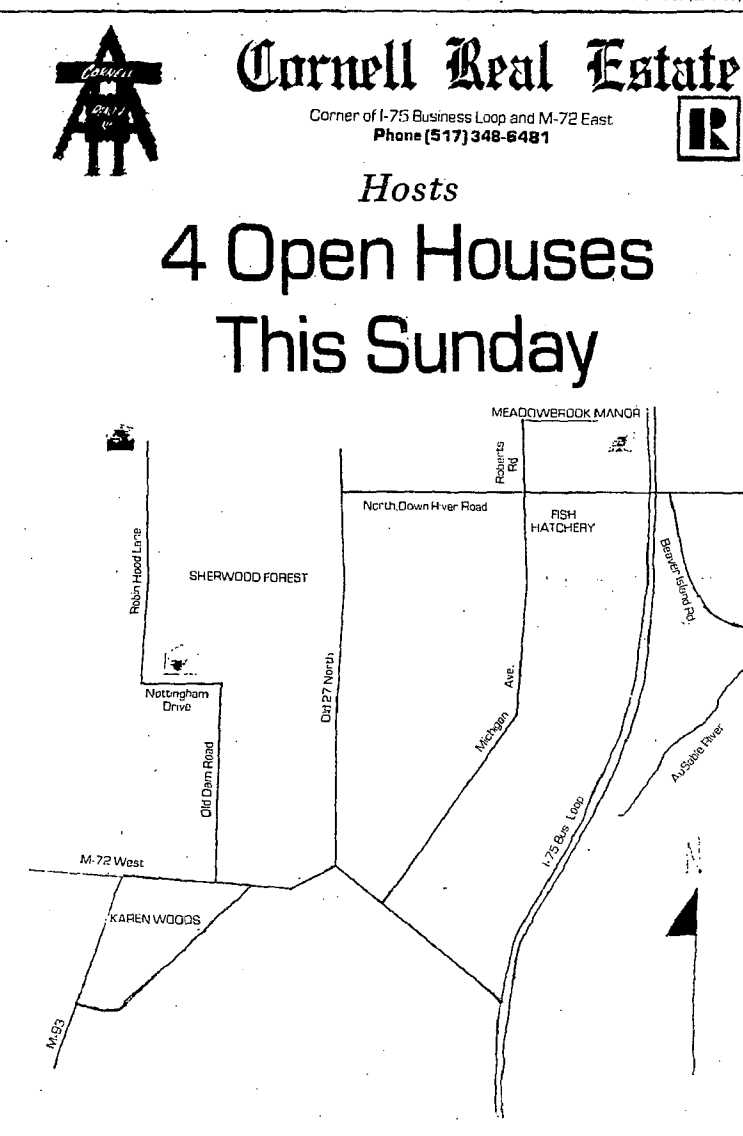 CORNELL
Cornell Real Estate
Corner of I-75 Business Loop and M-72 East
Phone (517) 348-6481
R
Hosts
4 Open Houses
This Sunday
MEADOWBROOK MANOR
Roberts
Rd
North Down River Road
FISH
HATCHERY
Robin Hood Lane
SHERWOOD FOREST
Beaver Island Rd.
Nottingham
Drive
Old 27 North
Michigan Ave.
Old Dam Road
AuSable River
I-75 Bus Loop
M-72 West
KAREN WOODS
M-93